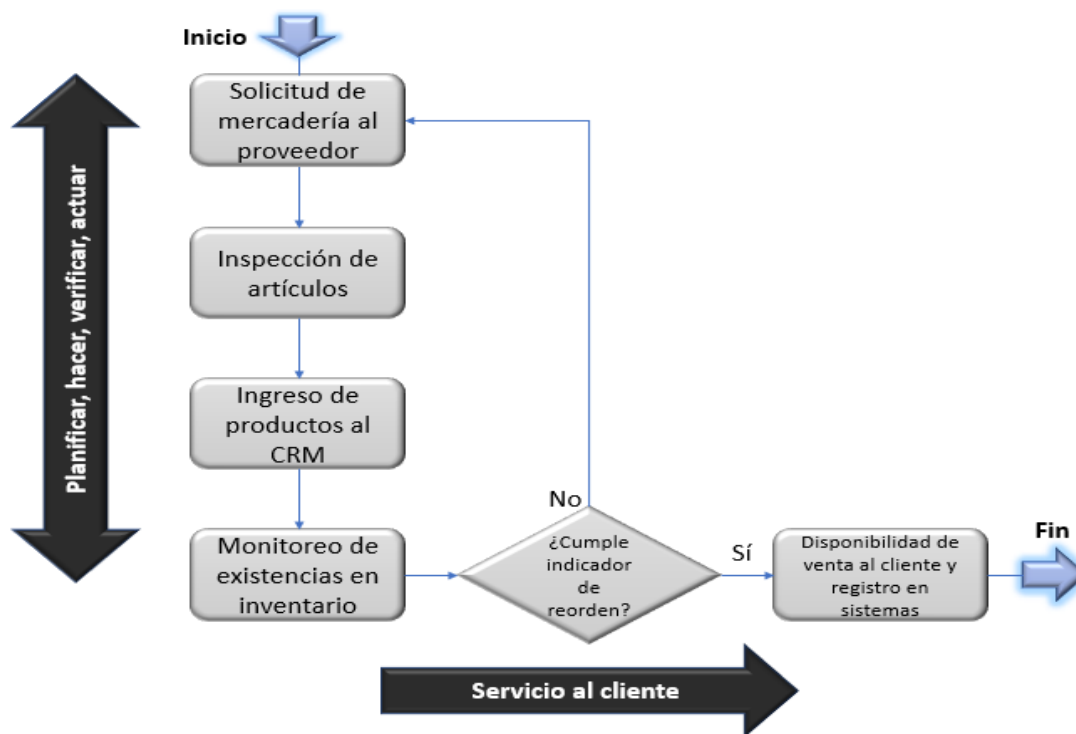 Inicio
Solicitud de
mercadería al
proveedor
Planificar, hacer, verificar, actuar
Inspección de
artículos
Ingreso de
productos al
CRM
No
Monitoreo de
existencias en
inventario
¿Cumple
indicador
de
reorden?
Sí
Disponibilidad de
venta al cliente y
registro en
sistemas
Fin
Servicio al cliente